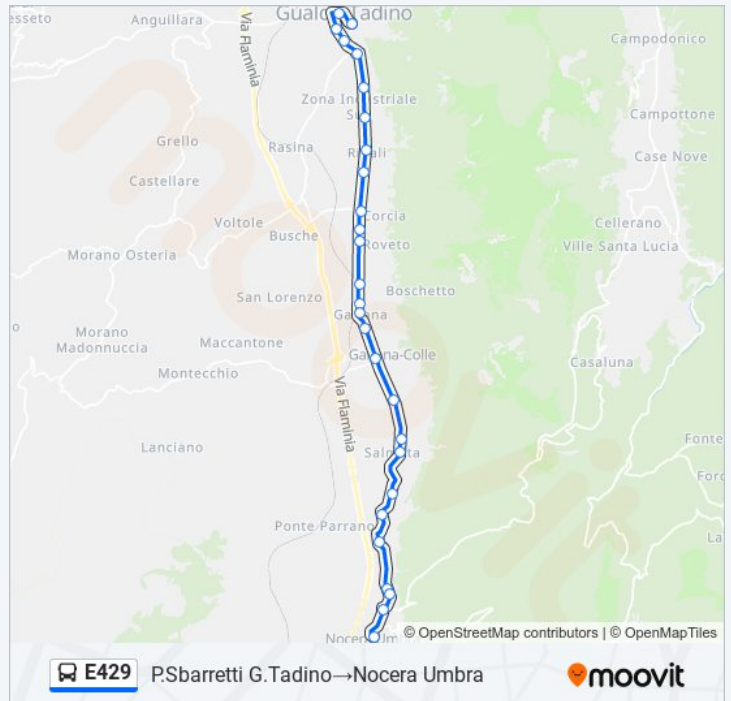 esseto
Anguillara
Gualdo Tadino
Campodonico
Via Flaminia
Zona Industriale
Campottone
Grello
Rasina
Case Nove
Castellare
Voltole
Corcia
Cellerano
Busche
Roveto
Ville Santa Lucia
Morano Osteria
San Lorenzo
Boschetto
Morano
Madonnuccia
Maccantone
Gaifana-Colle
Casaluna
Montecchio
Via Flaminia
Lanciano
Fonte
Ponte Parrano
© OpenStreetMap contributors | © OpenMapTiles
E429 P.Sbarretti G.Tadino→Nocera Umbra
moovit